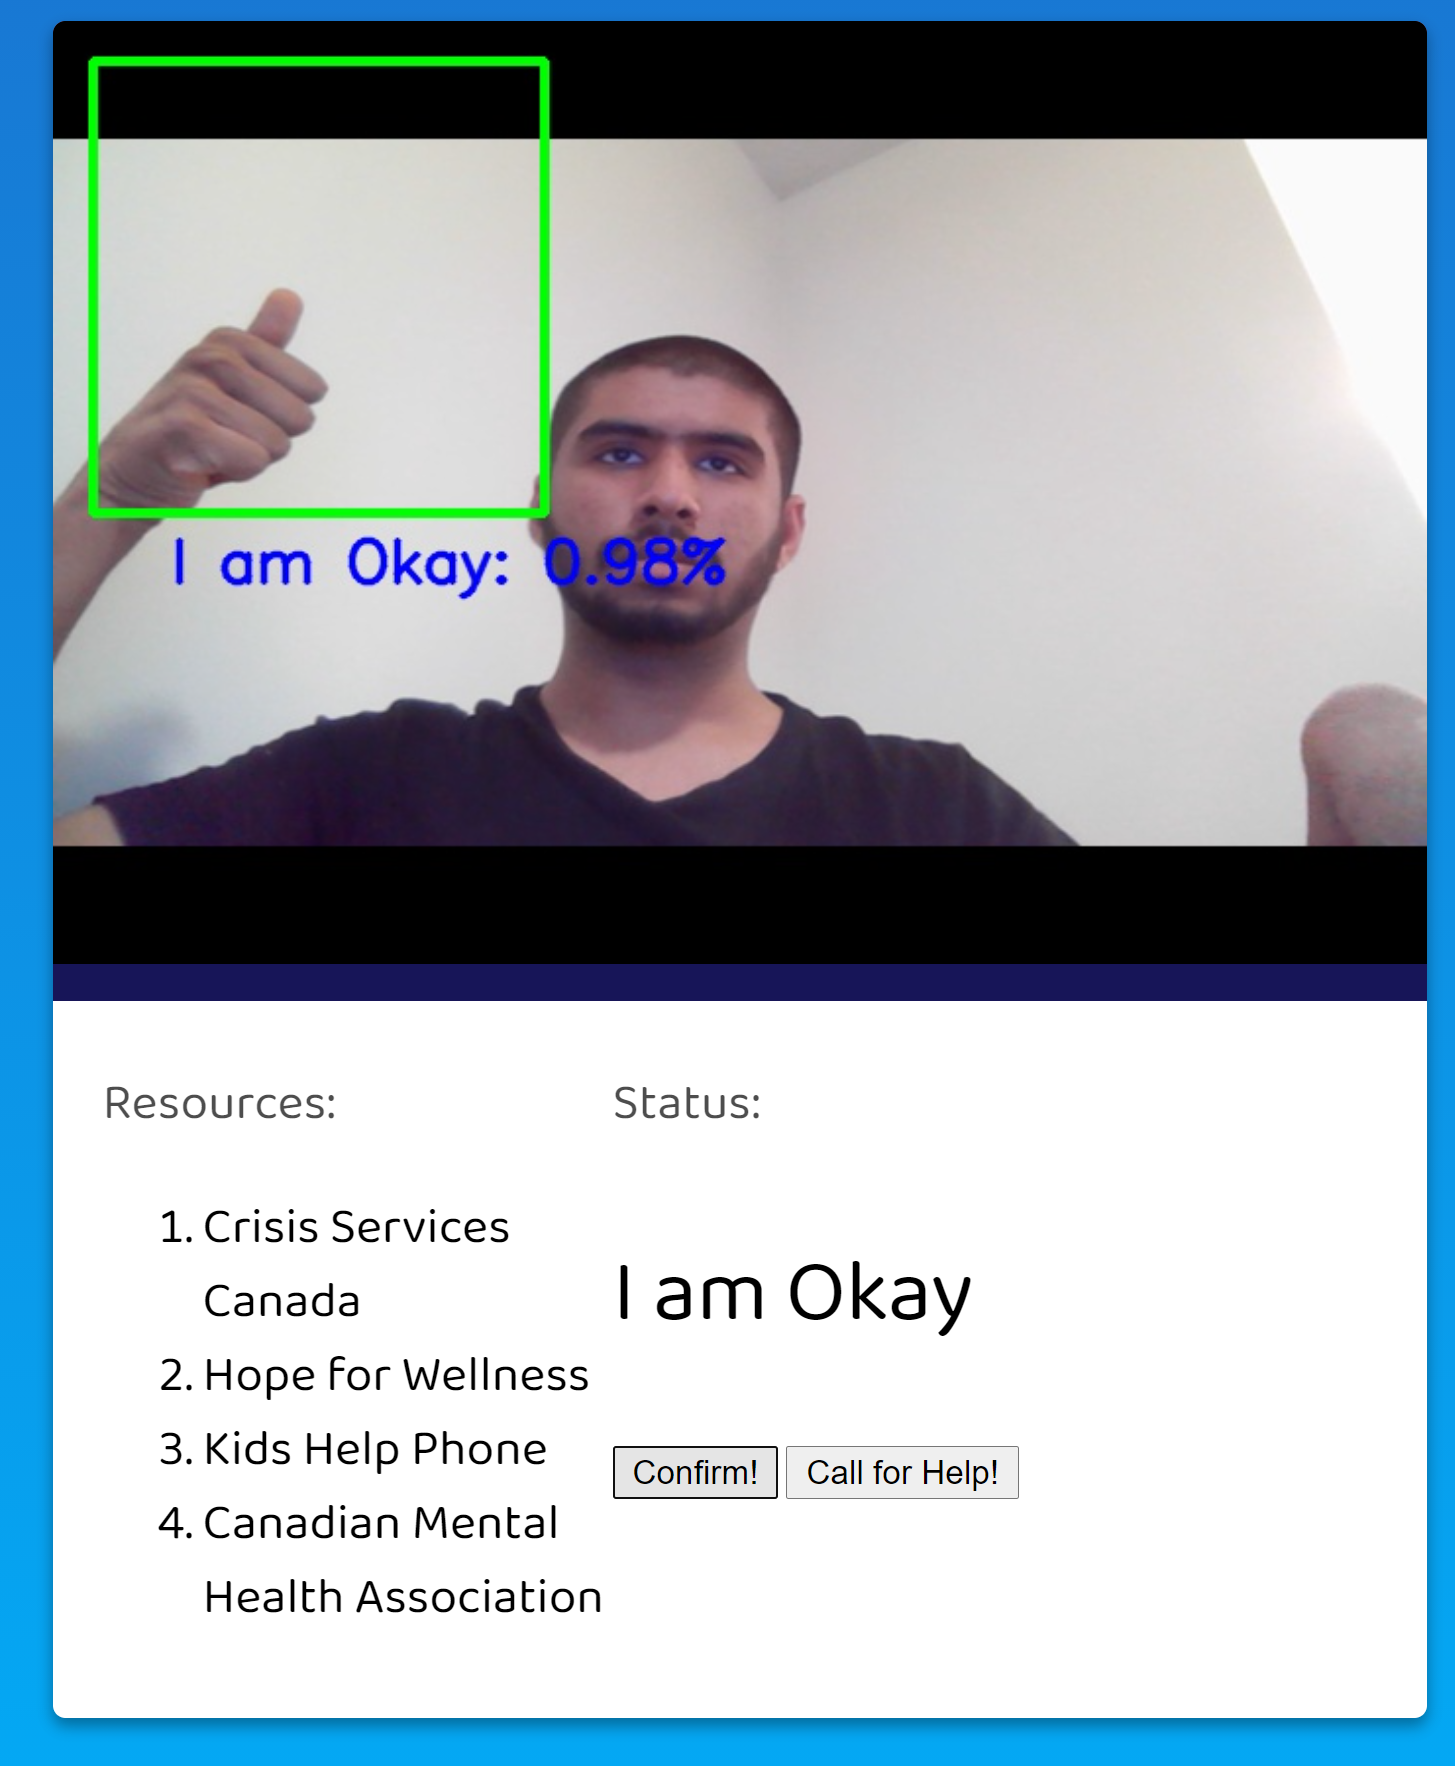 I am Okay: 0.98%
Resources:
1. Crisis Services
Canada
2. Hope for Wellness
3. Kids Help Phone
4. Canadian Mental
Health Association
Status:
I am Okay
Confirm! Call for Help!